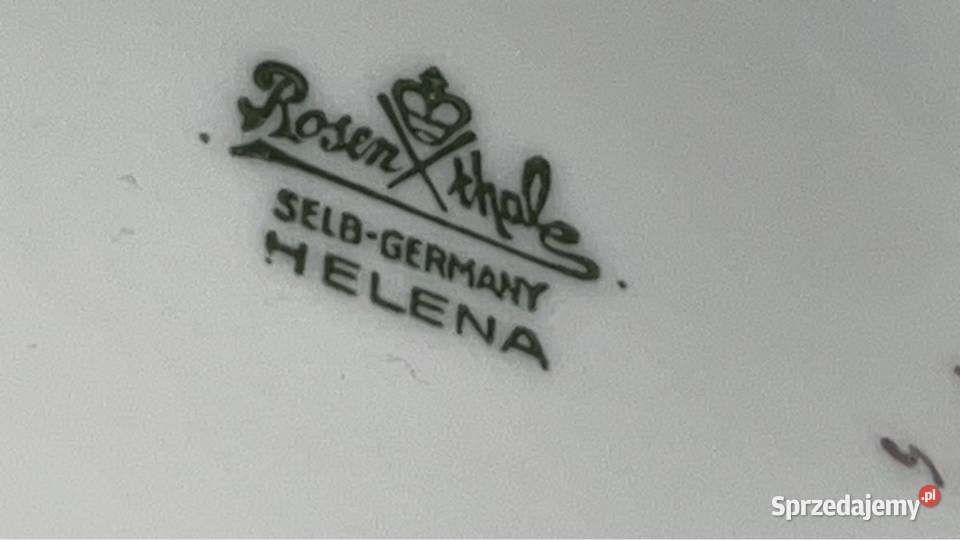 Rosenthal
SELB-GERMANY
HELENA
Sprzedajemy.pl